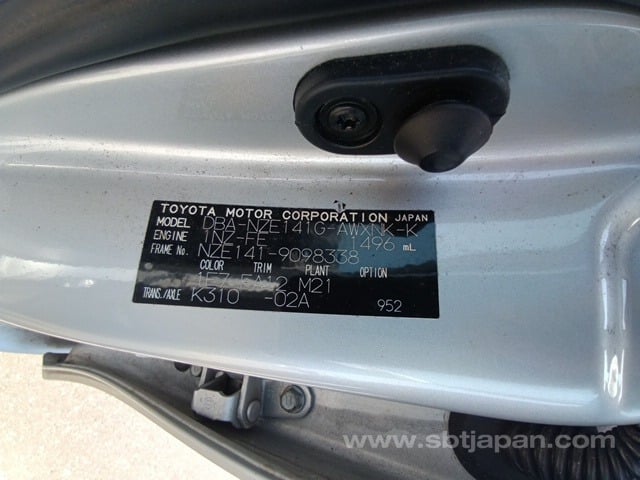 TOYOTA MOTOR CORPORATION JAPAN
MODEL DBA-NZE141G-AWXNK-K
ENGINE 1NZ-FE 1496 mL
FRAME No. NZE141-9098338
COLOR TRIM PLANT OPTION
1E7 FA12 M21
TRANS./AXLE K310 -02A 952
www.sbtjapan.com